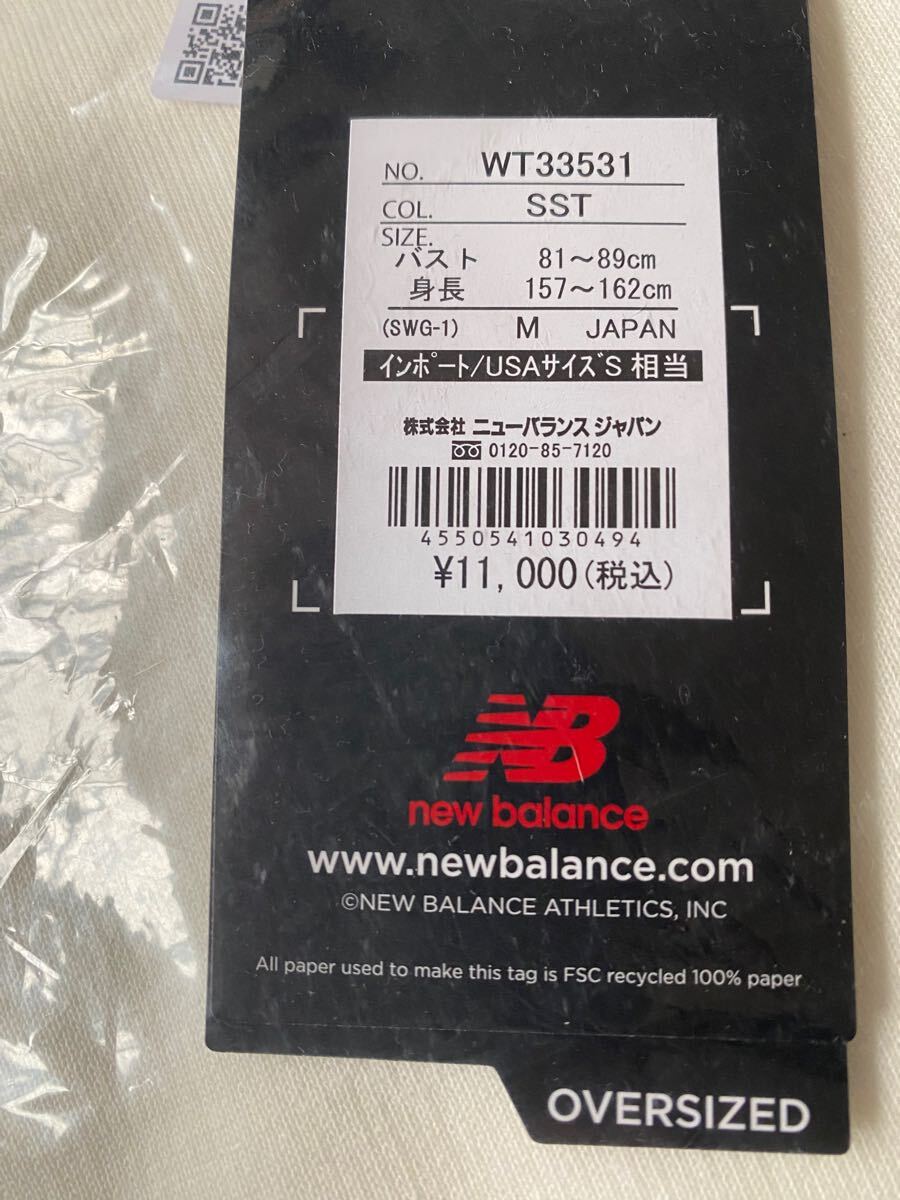 NO. WT33531
COL. SST
SIZE.
バスト 81～89cm
身長 157～162cm
(SWG-1) M JAPAN
インポート/USAサイズS 相当
株式会社 ニューバランス ジャパン
0120-85-7120
4550541030494
¥11,000(税込)
NB
new balance
www.newbalance.com
©NEW BALANCE ATHLETICS, INC
All paper used to make this tag is FSC recycled 100% paper
OVERSIZED